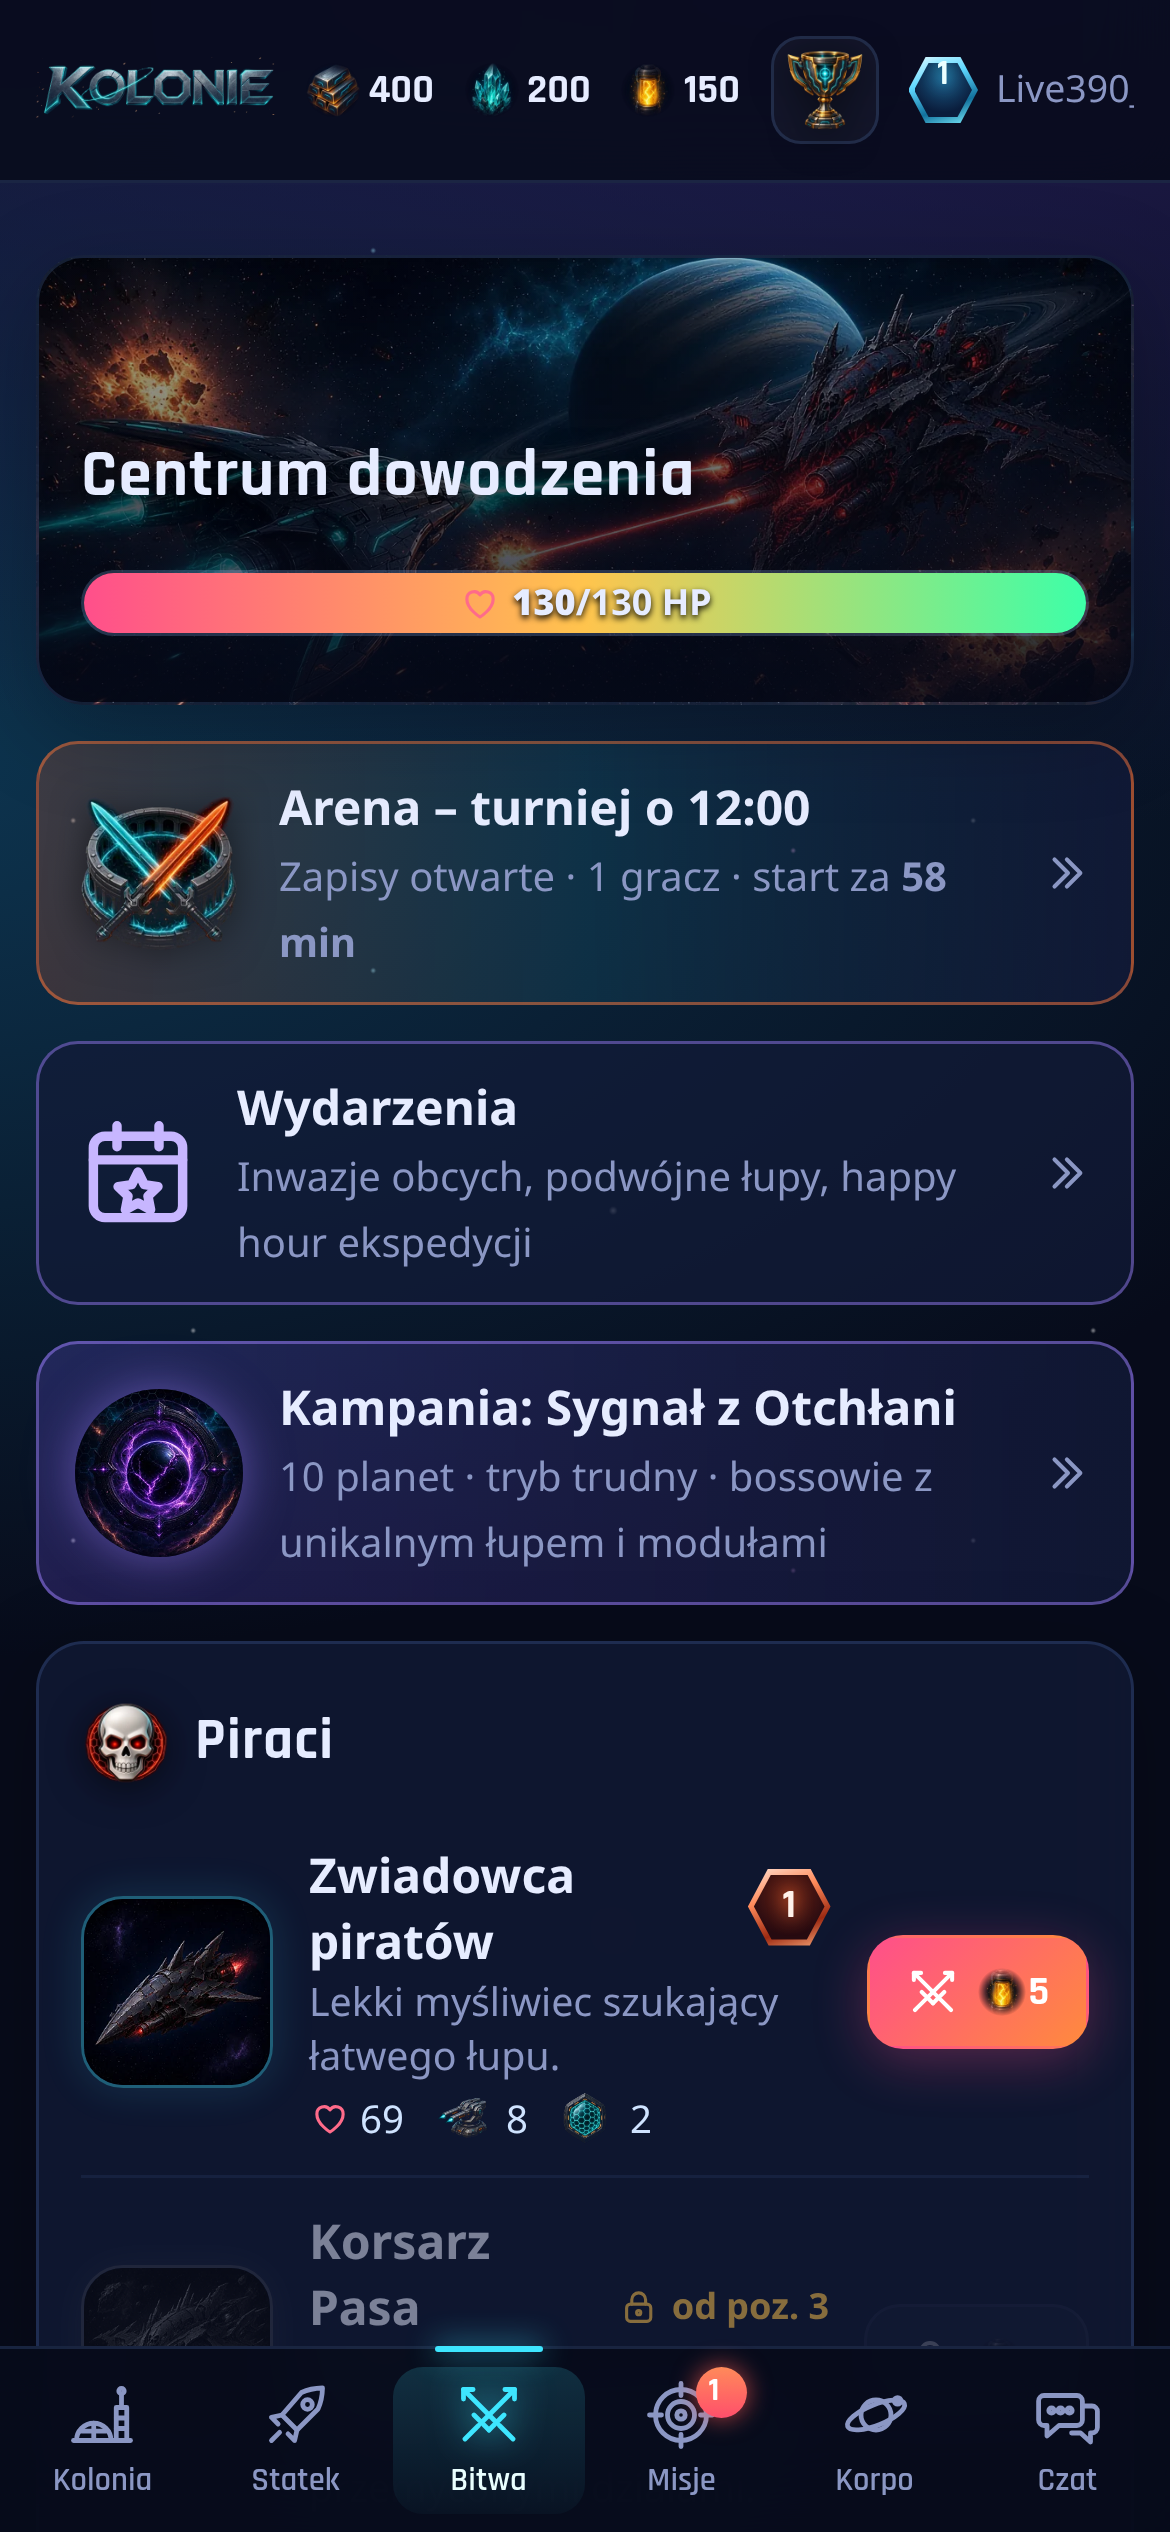 KOLONIE 400 200 150 1 Live390_
Centrum dowodzenia
130/130 HP
Arena – turniej o 12:00
Zapisy otwarte · 1 gracz · start za 58
min
Wydarzenia
Inwazje obcych, podwójne łupy, happy
hour ekspedycji
Kampania: Sygnał z Otchłani
10 planet · tryb trudny · bossowie z
unikalnym łupem i modułami
Piraci
Zwiadowca
piratów
1
Lekki myśliwiec szukający
łatwego łupu.
69 8 2
5
Korsarz
Pasa
od poz. 3
1
Kolonia Statek Bitwa Misje Korpo Czat